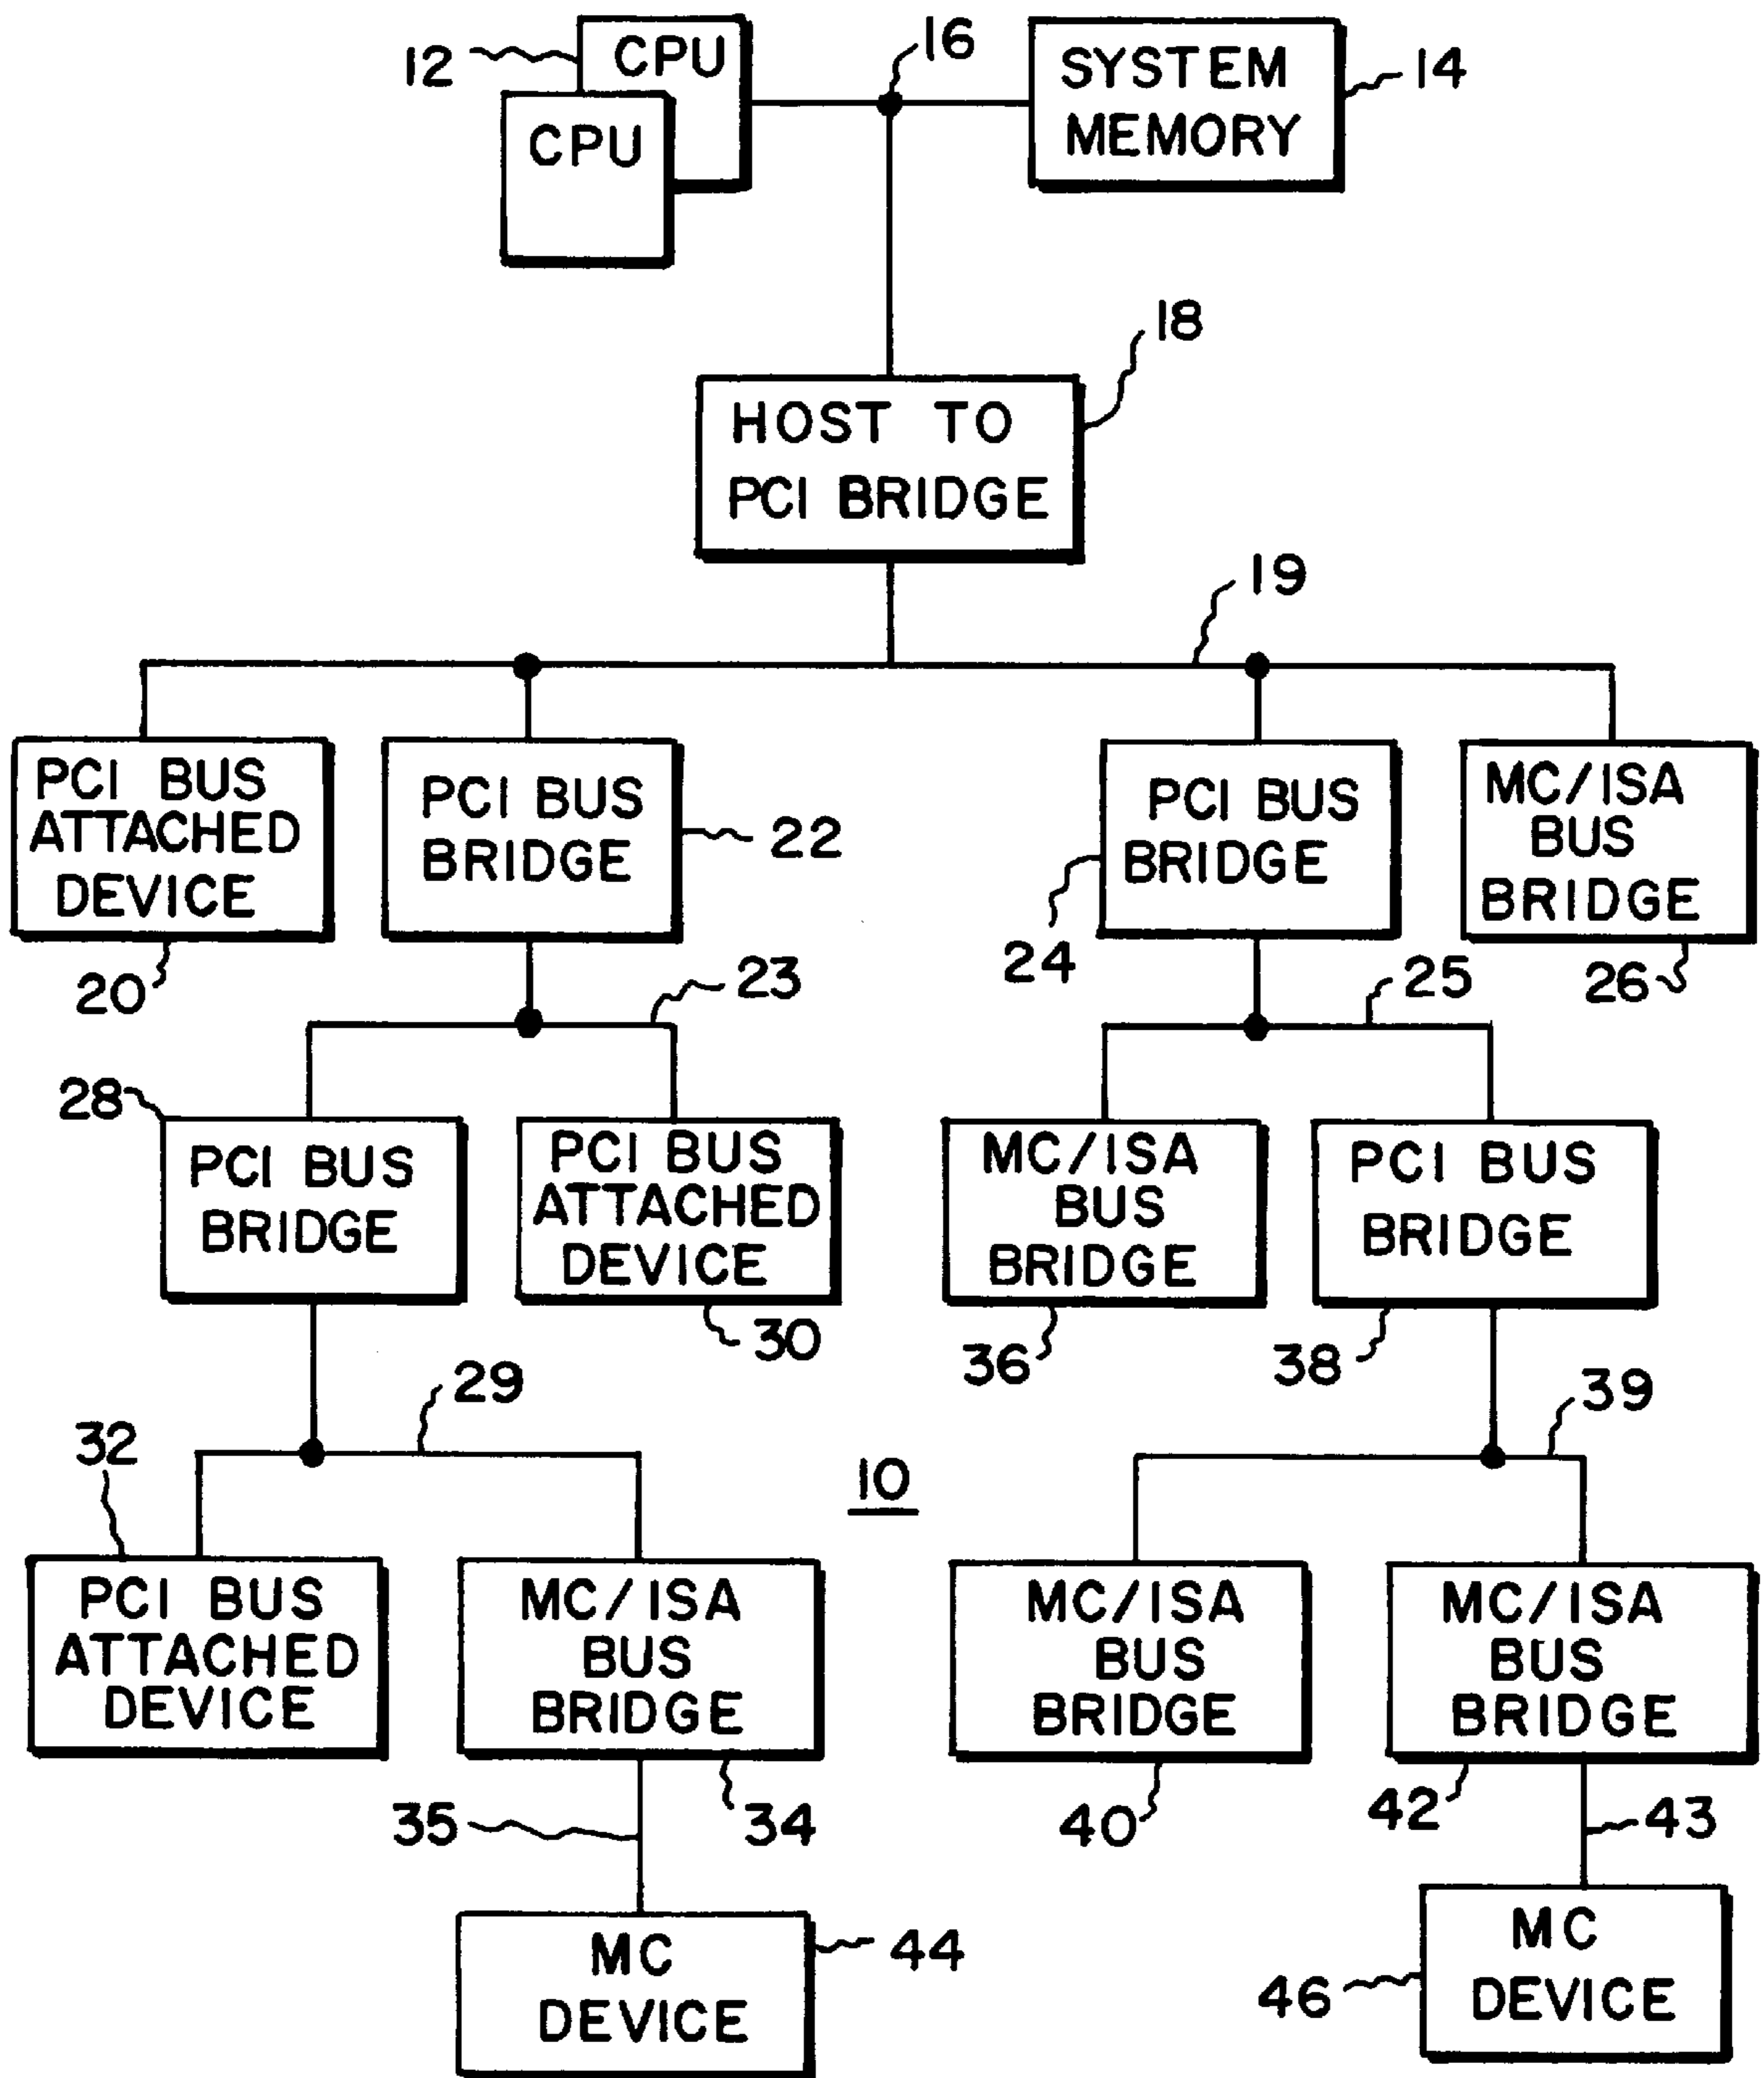 12
CPU
CPU
16
SYSTEM
MEMORY
14
18
HOST TO
PCI BRIDGE
19
PCI BUS
ATTACHED
DEVICE
20
PCI BUS
BRIDGE
22
PCI BUS
BRIDGE
24
MC/ISA
BUS
BRIDGE
26
23
25
28
PCI BUS
BRIDGE
PCI BUS
ATTACHED
DEVICE
30
MC/ISA
BUS
BRIDGE
36
PCI BUS
BRIDGE
38
29
39
32
10
PCI BUS
ATTACHED
DEVICE
MC/ISA
BUS
BRIDGE
34
MC/ISA
BUS
BRIDGE
40
MC/ISA
BUS
BRIDGE
42
35
43
MC
DEVICE
44
MC
DEVICE
46